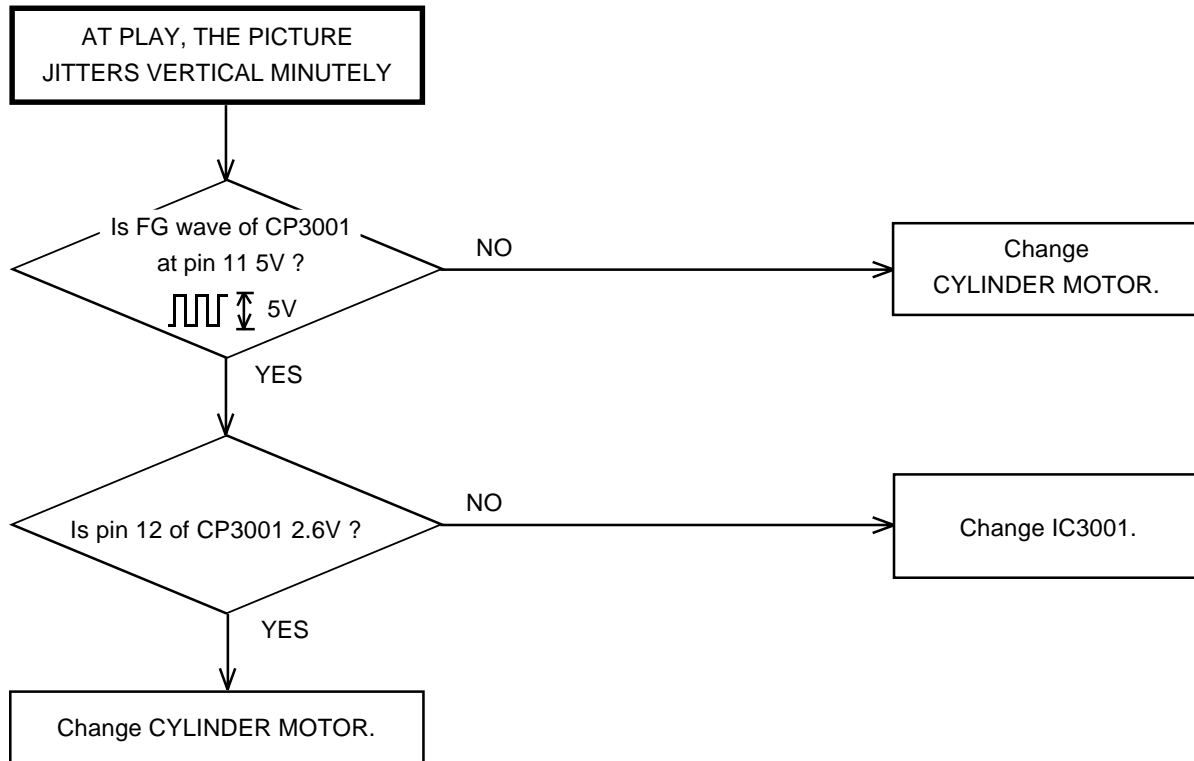 AT PLAY, THE PICTURE
JITTERS VERTICAL MINUTELY
Is FG wave of CP3001
at pin 11 5V ?
5V
NO
Change
CYLINDER MOTOR.
YES
Is pin 12 of CP3001 2.6V ?
NO
Change IC3001.
YES
Change CYLINDER MOTOR.